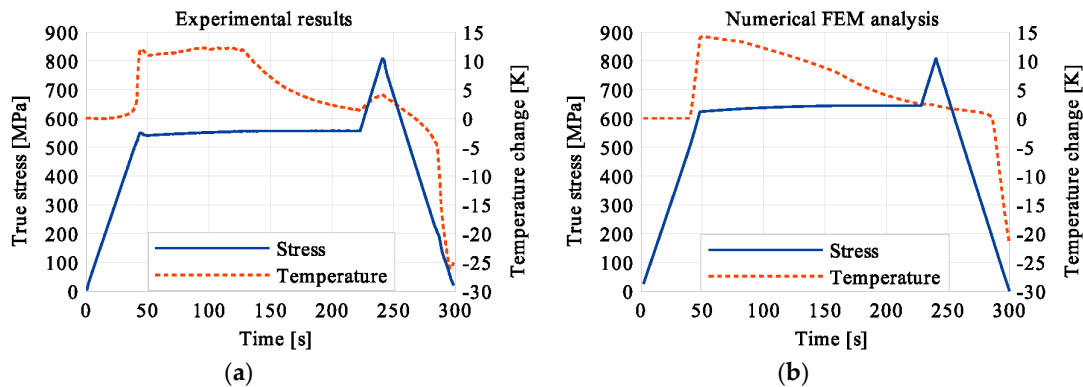 Experimental results
900
800
700
600
500
400
300
200
100
0
True stress [MPa]
15
10
5
0
-5
-10
-15
-20
-25
-30
Temperature change [K]
Stress
Temperature
0 50 100 150 200 250 300
Time [s]
(a)
Numerical FEM analysis
900
800
700
600
500
400
300
200
100
0
True stress [MPa]
15
10
5
0
-5
-10
-15
-20
-25
-30
Temperature change [K]
Stress
Temperature
0 50 100 150 200 250 300
Time [s]
(b)